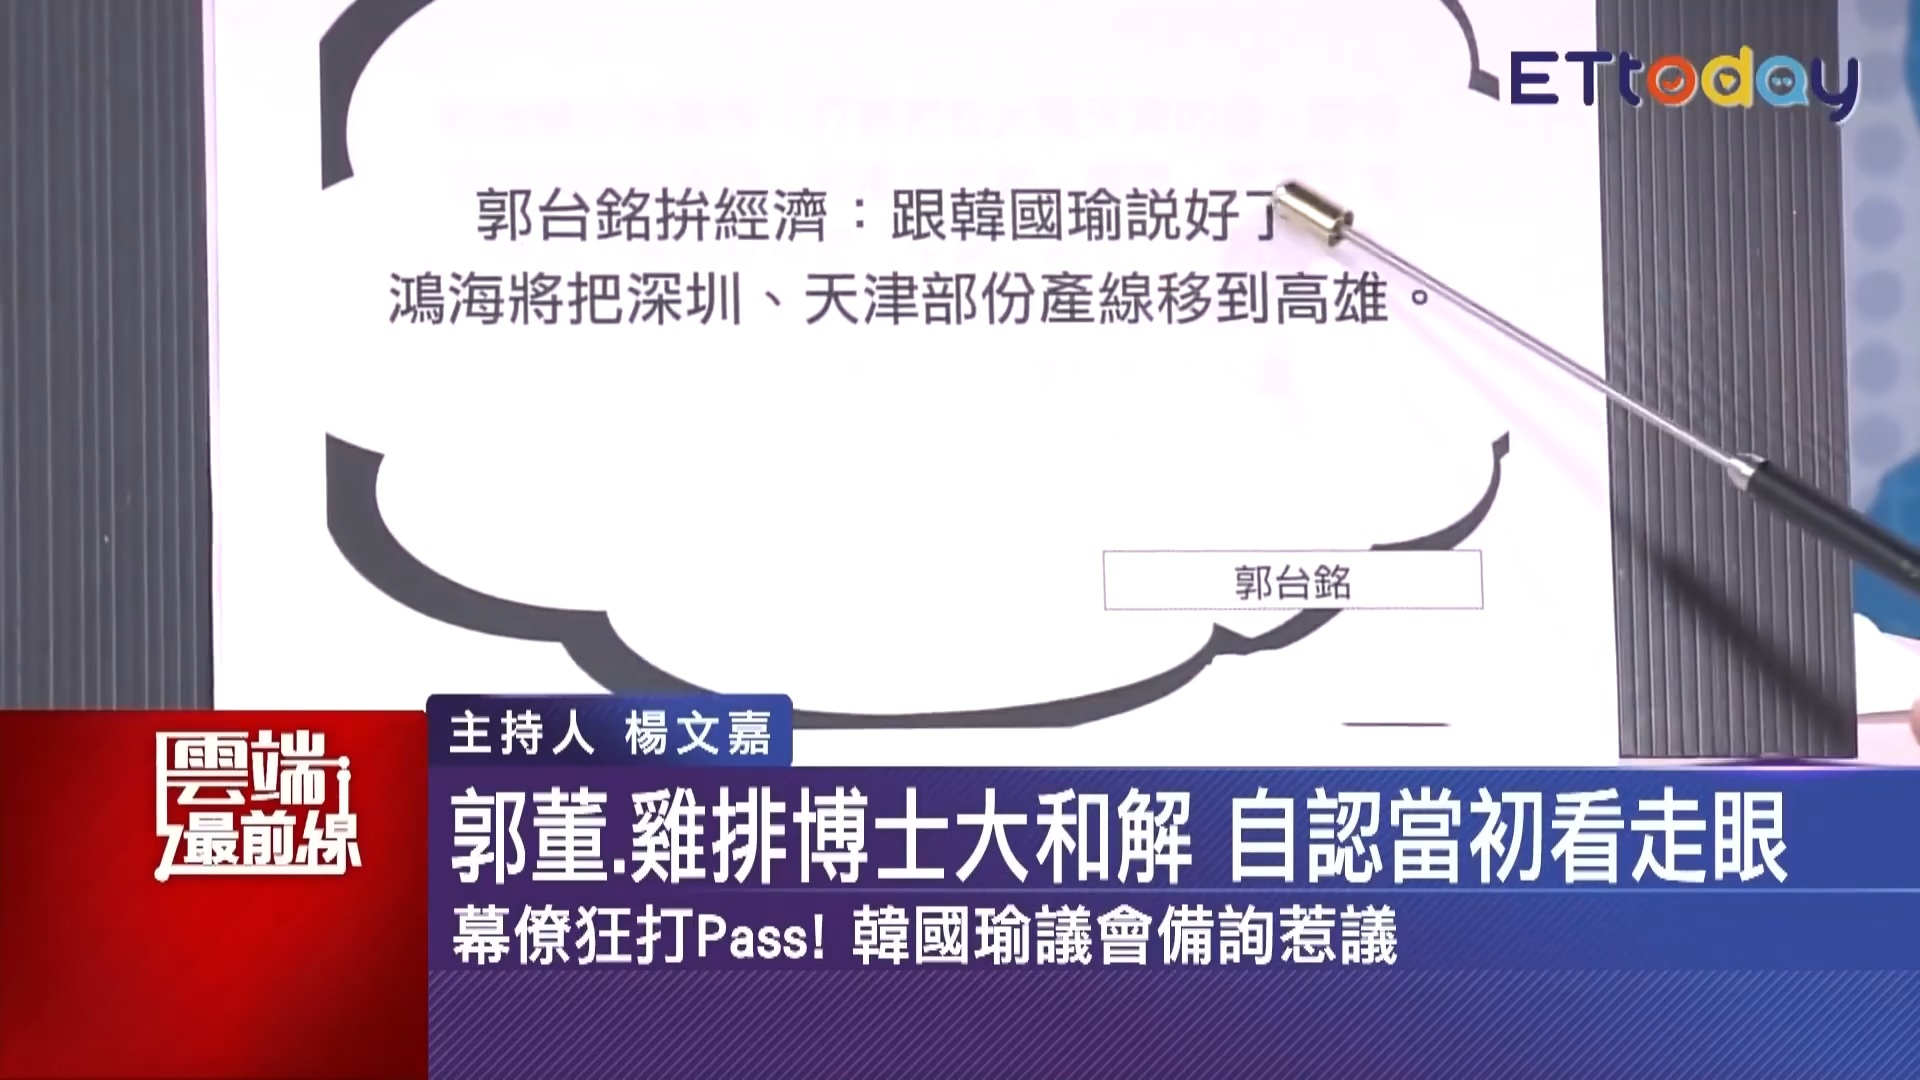 ETtoday
郭台銘拚經濟：跟韓國瑜説好了
鴻海將把深圳、天津部份產線移到高雄。
郭台銘
主持人 楊文嘉
雲端
最前線
郭董.雞排博士大和解 自認當初看走眼
幕僚狂打Pass! 韓國瑜議會備詢惹議